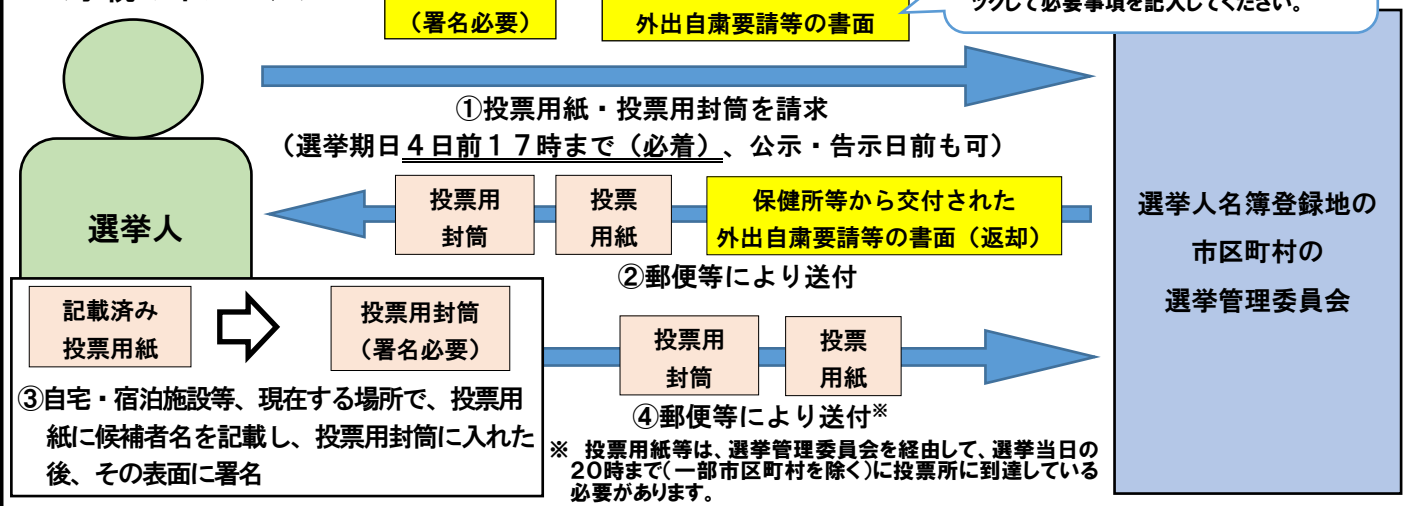 （署名必要）
外出自粛要請等の書面
ックして必要事項を記入してください。
①投票用紙・投票用封筒を請求
（選挙期日４日前１７時まで（必着）、公示・告示日前も可）
投票用
封筒
投票
用紙
保健所等から交付された
外出自粛要請等の書面（返却）
②郵便等により送付
選挙人
選挙人名簿登録地の
市区町村の
選挙管理委員会
記載済み
投票用紙
投票用封筒
（署名必要）
③自宅・宿泊施設等、現在する場所で、投票用
紙に候補者名を記載し、投票用封筒に入れた
後、その表面に署名
投票用
封筒
投票
用紙
④郵便等により送付※
※ 投票用紙等は、選挙管理委員会を経由して、選挙当日の
２０時まで（一部市区町村を除く）に投票所に到達している
必要があります。